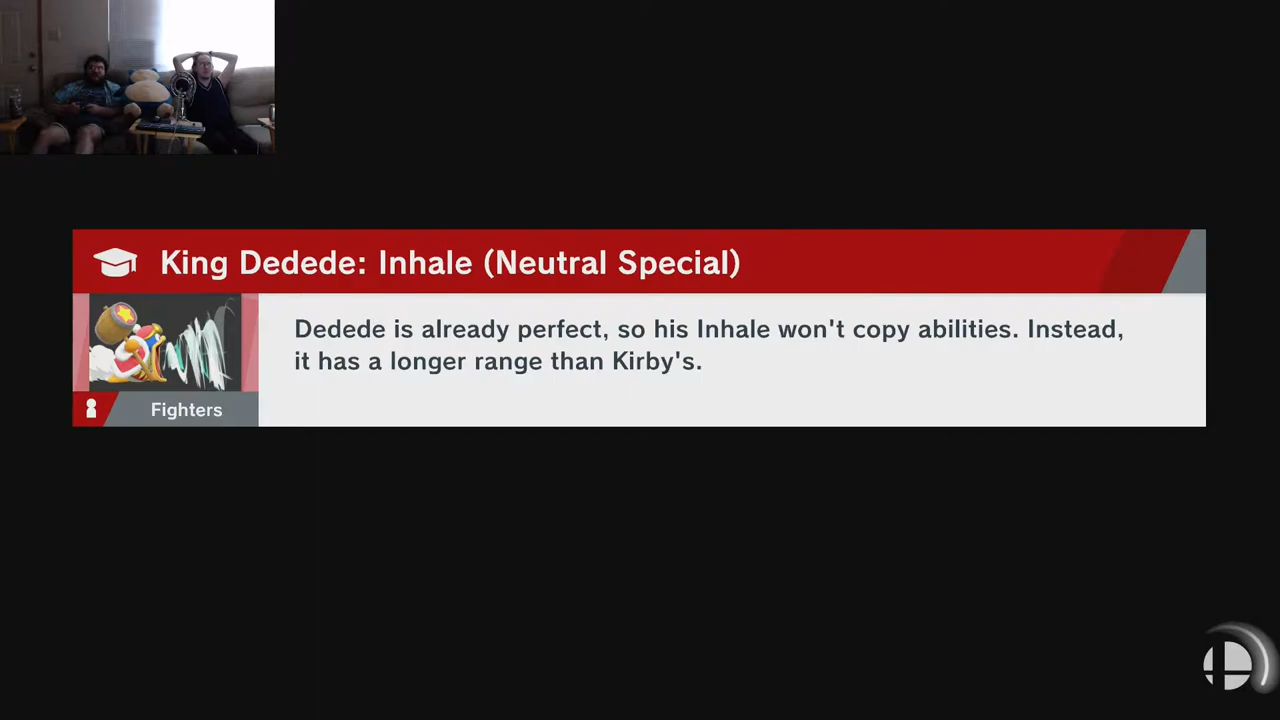 King Dedede: Inhale (Neutral Special)
Dedede is already perfect, so his Inhale won't copy abilities. Instead,
it has a longer range than Kirby's.
Fighters